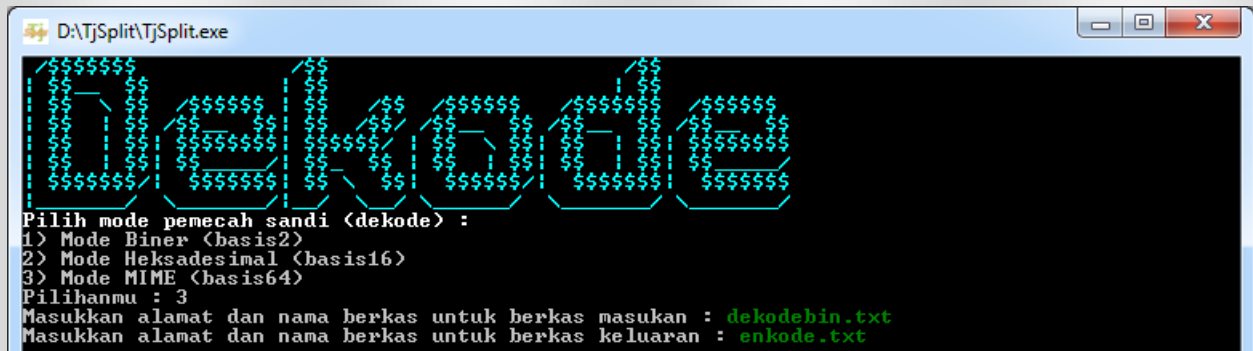 D:\TjSplit\TjSplit.exe
Dekode
Pilih mode pemecah sandi (dekode) :
1) Mode Biner (basis2)
2) Mode Heksadesimal (basis16)
3) Mode MIME (basis64)
Pilihanmu : 3
Masukkan alamat dan nama berkas untuk berkas masukan : dekodebin.txt
Masukkan alamat dan nama berkas untuk berkas keluaran : enkode.txt